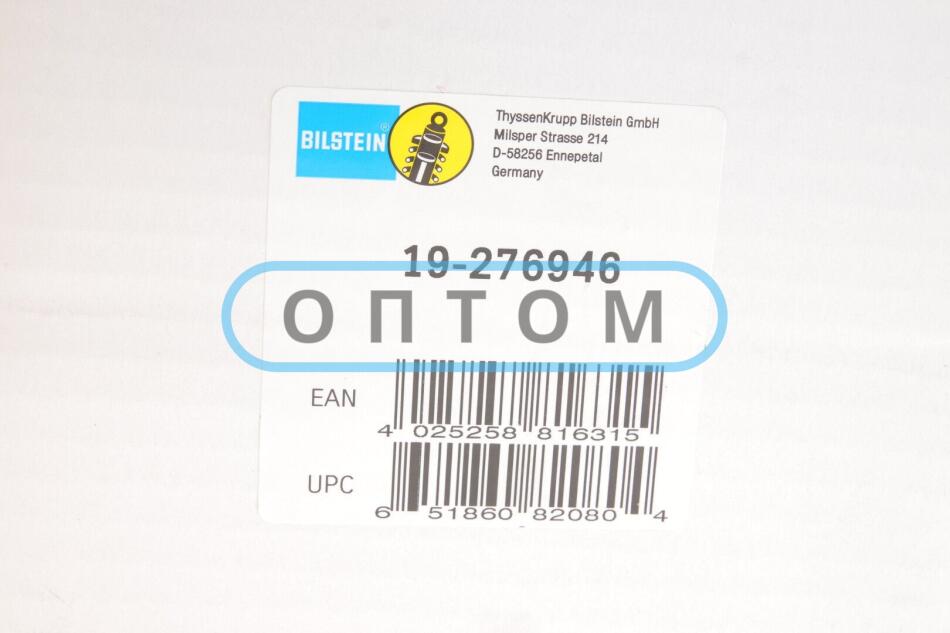 BILSTEIN®
ThyssenKrupp Bilstein GmbH
Milsper Strasse 214
D-58256 Ennepetal
Germany
19-276946
ОПТОМ
EAN
4 025258 816315
UPC
6 51860 82080 4